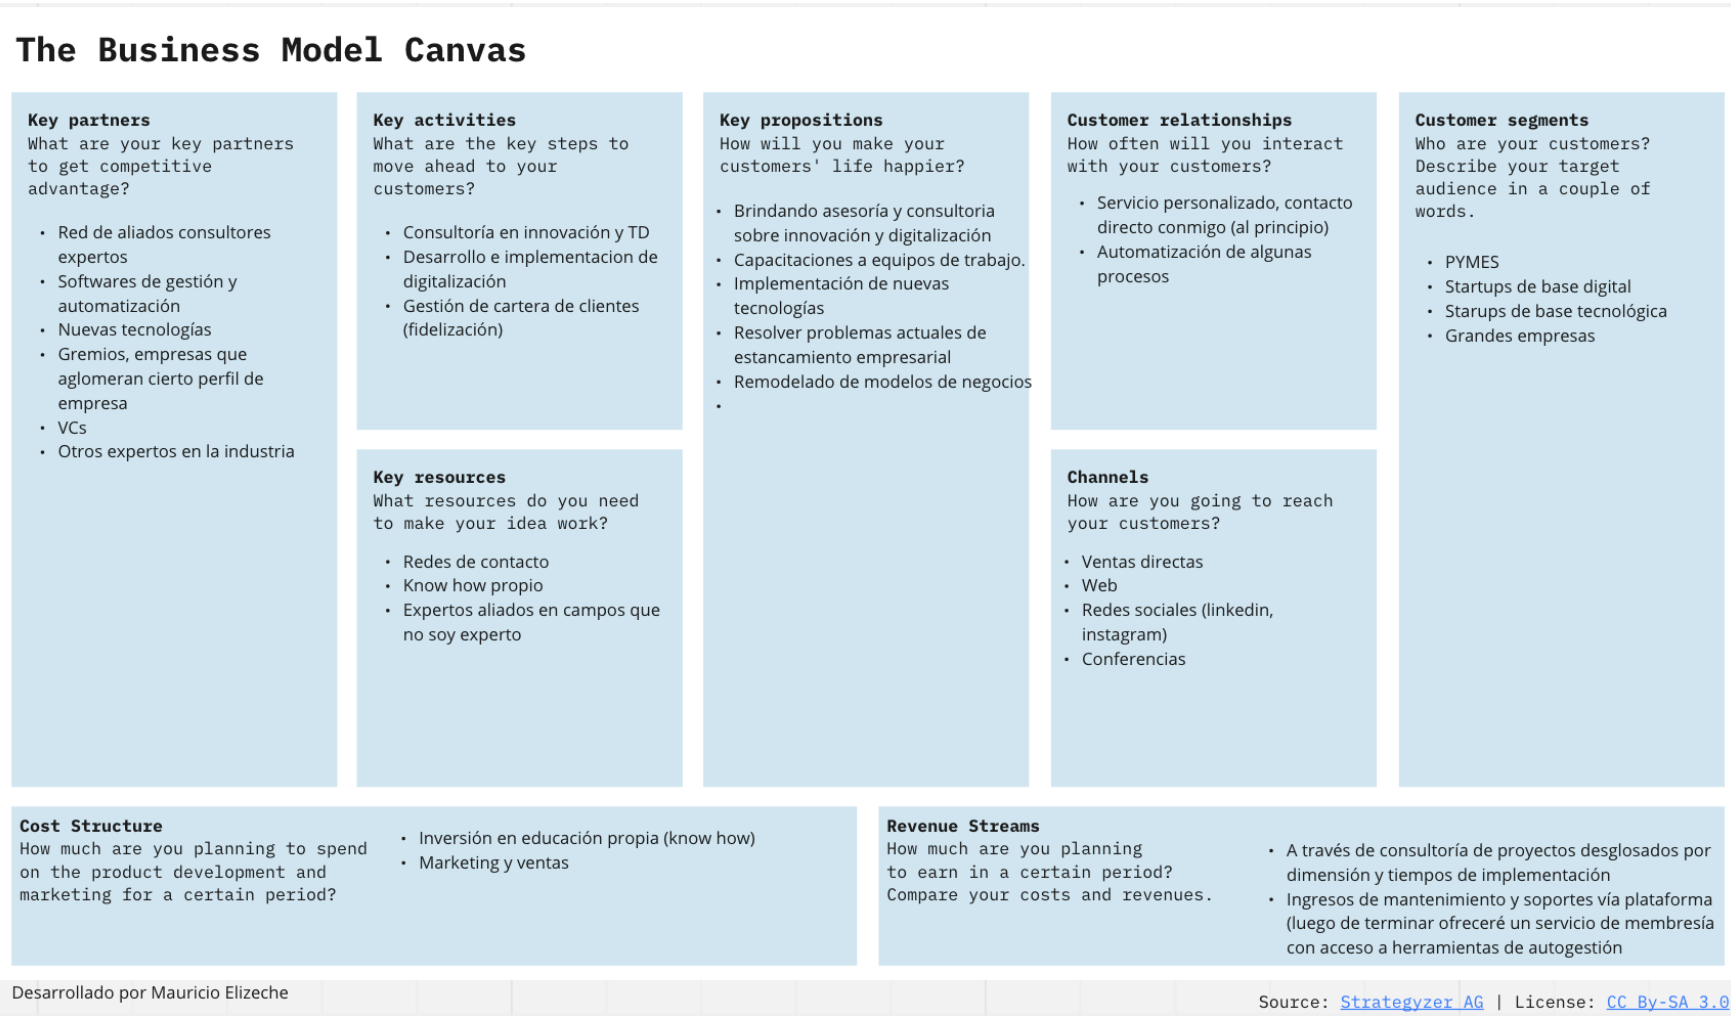 The Business Model Canvas
Key partners
What are your key partners
to get competitive
advantage?
• Red de aliados consultores
expertos
• Softwares de gestión y
automatización
• Nuevas tecnologías
• Gremios, empresas que
aglomeran cierto perfil de
empresa
• VCs
• Otros expertos en la industria
Key activities
What are the key steps to
move ahead to your
customers?
• Consultoría en innovación y TD
• Desarrollo e implementacion de
digitalización
• Gestión de cartera de clientes
(fidelización)
Key resources
What resources do you need
to make your idea work?
• Redes de contacto
• Know how propio
• Expertos aliados en campos que
no soy experto
Key propositions
How will you make your
customers' life happier?
• Brindando asesoría y consultoria
sobre innovación y digitalización
• Capacitaciones a equipos de trabajo.
• Implementación de nuevas
tecnologías
• Resolver problemas actuales de
estancamiento empresarial
• Remodelado de modelos de negocios
•
Customer relationships
How often will you interact
with your customers?
• Servicio personalizado, contacto
directo conmigo (al principio)
• Automatización de algunas
procesos
Channels
How are you going to reach
your customers?
• Ventas directas
• Web
• Redes sociales (linkedin,
instagram)
• Conferencias
Customer segments
Who are your customers?
Describe your target
audience in a couple of
words.
• PYMES
• Startups de base digital
• Starups de base tecnológica
• Grandes empresas
Cost Structure
How much are you planning to spend
on the product development and
marketing for a certain period?
• Inversión en educación propia (know how)
• Marketing y ventas
Revenue Streams
How much are you planning
to earn in a certain period?
Compare your costs and revenues.
• A través de consultoría de proyectos desglosados por
dimensión y tiempos de implementación
• Ingresos de mantenimiento y soportes vía plataforma
(luego de terminar ofreceré un servicio de membresía
con acceso a herramientas de autogestión
Desarrollado por Mauricio Elizeche
Source: Strategyzer AG | License: CC By-SA 3.0